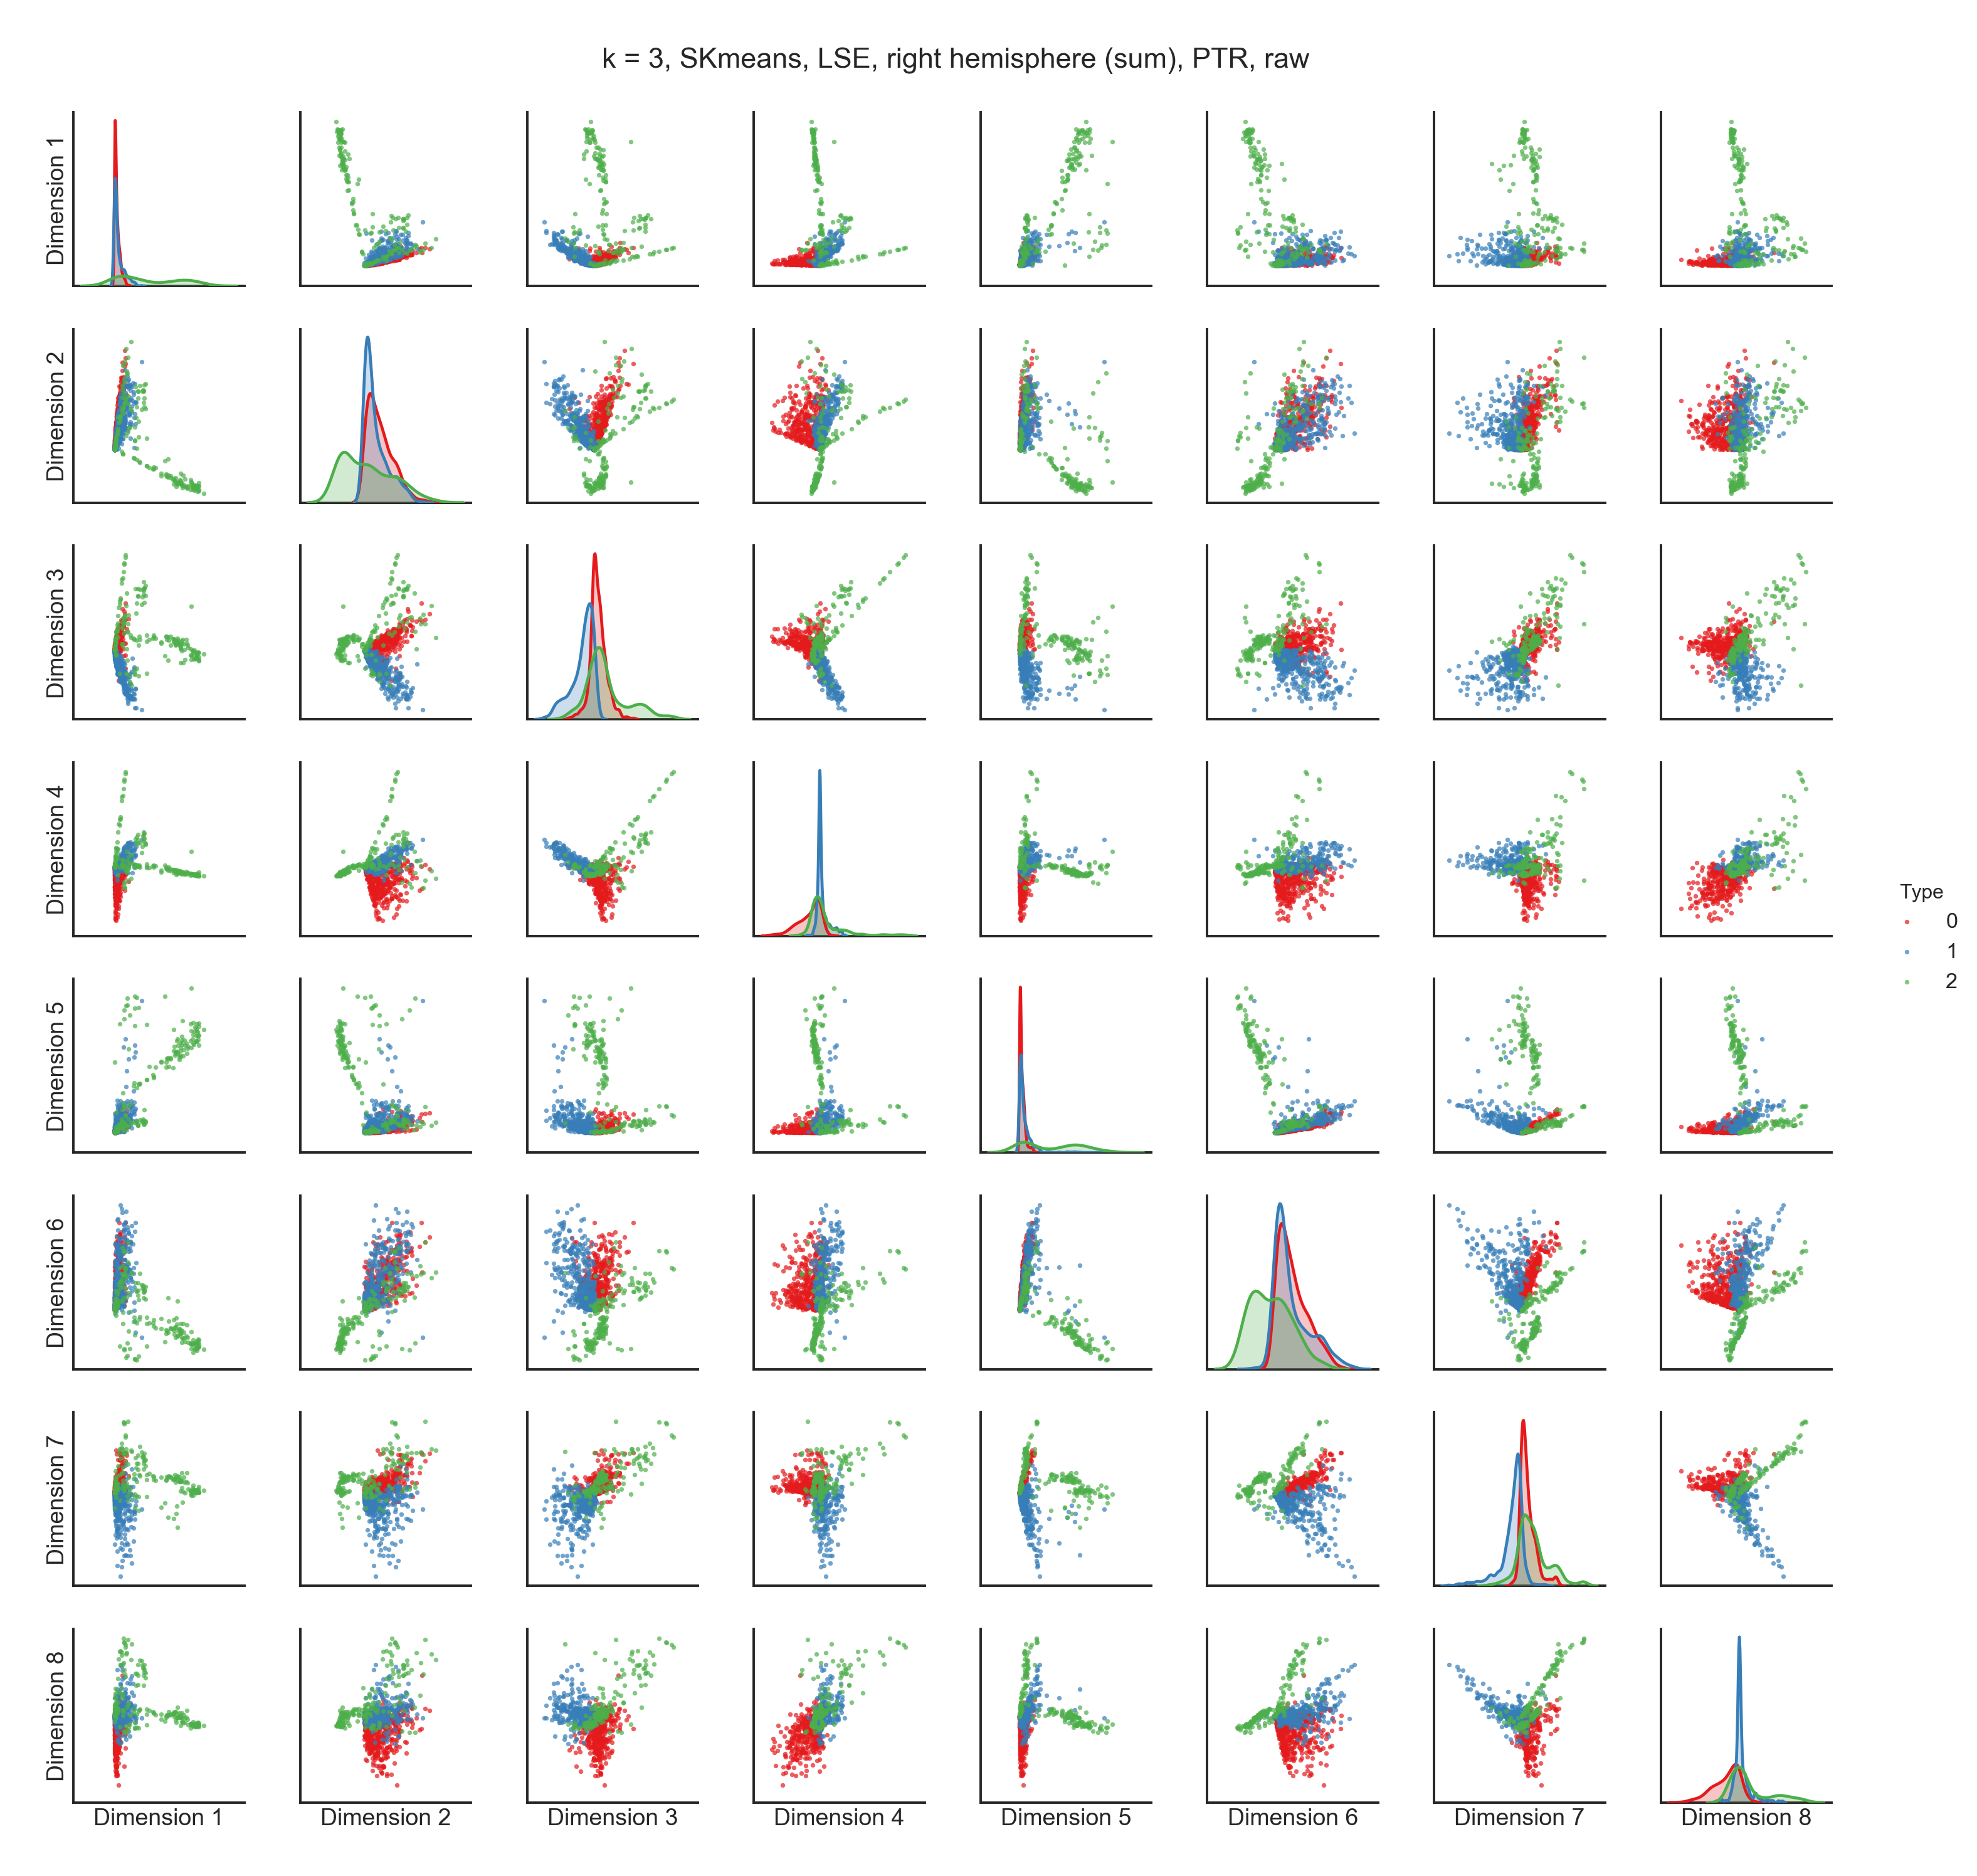 k = 3, SKmeans, LSE, right hemisphere (sum), PTR, raw
Dimension 1
Dimension 2
Dimension 3
Dimension 4
Dimension 5
Dimension 6
Dimension 7
Dimension 8
Type
0
1
2
Dimension 1
Dimension 2
Dimension 3
Dimension 4
Dimension 5
Dimension 6
Dimension 7
Dimension 8